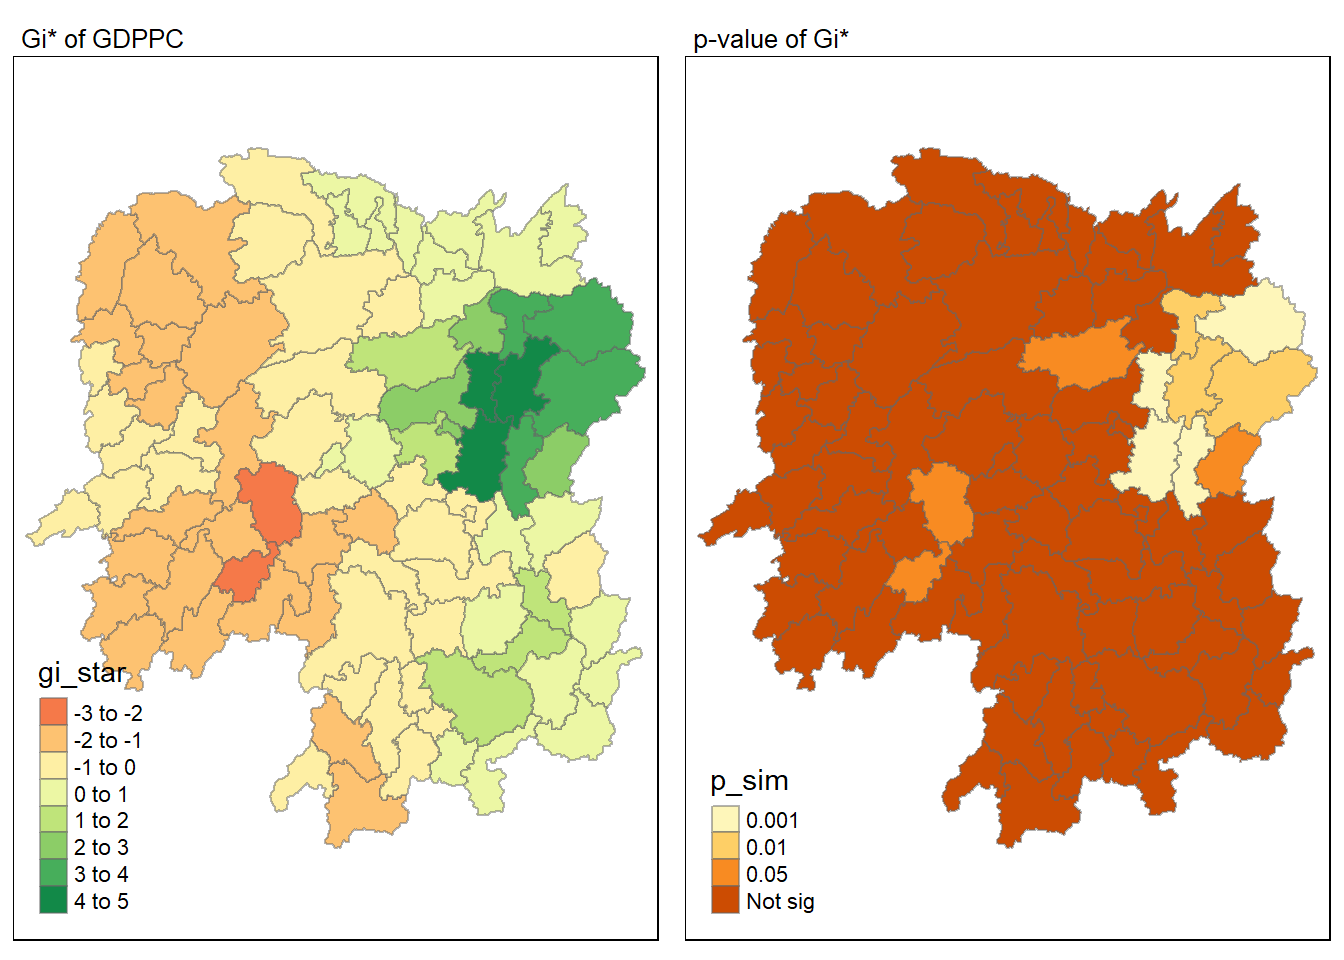 Gi* of GDPPC
gi_star
-3 to -2
-2 to -1
-1 to 0
0 to 1
1 to 2
2 to 3
3 to 4
4 to 5
p-value of Gi*
p_sim
0.001
0.01
0.05
Not sig